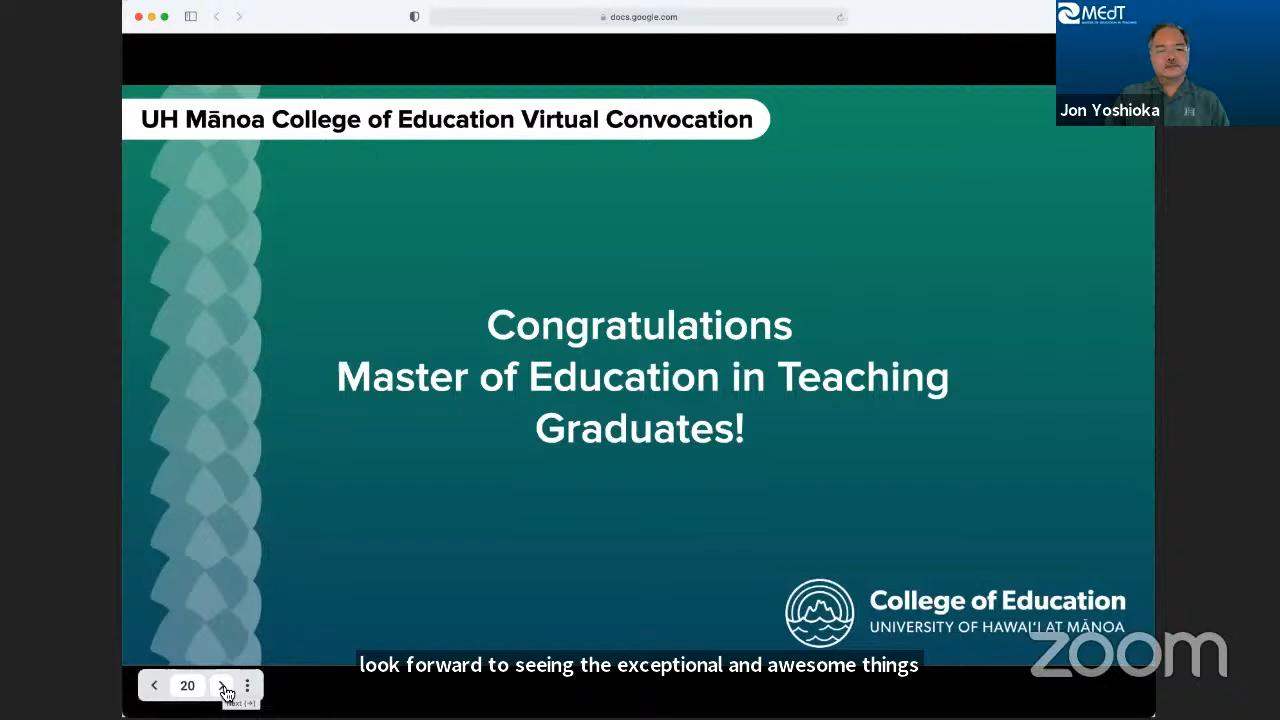 docs.google.com
MEdT
MASTER OF EDUCATION IN TEACHING
Jon Yoshioka
UH Mānoa College of Education Virtual Convocation
Congratulations
Master of Education in Teaching
Graduates!
College of Education
UNIVERSITY OF HAWAIʻI AT MĀNOA
zoom
look forward to seeing the exceptional and awesome things
20
Next (→)